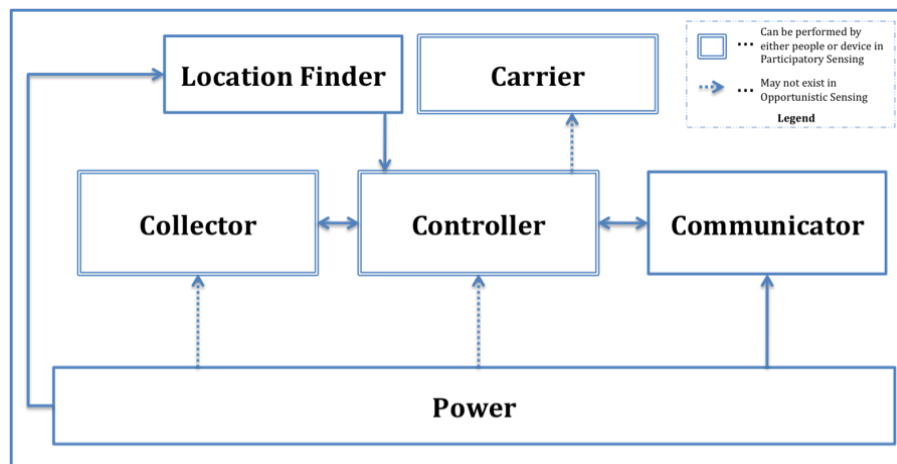 Location Finder
Carrier
... Can be performed by
either people or device in
Participatory Sensing
... May not exist in
Opportunistic Sensing
Legend
Collector
Controller
Communicator
Power